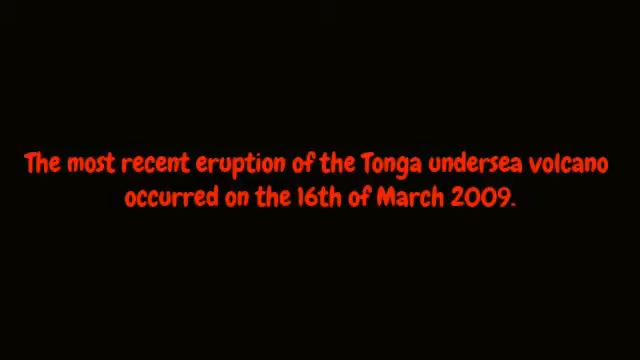 The most recent eruption of the Tonga undersea volcano
occurred on the 16th of March 2009.